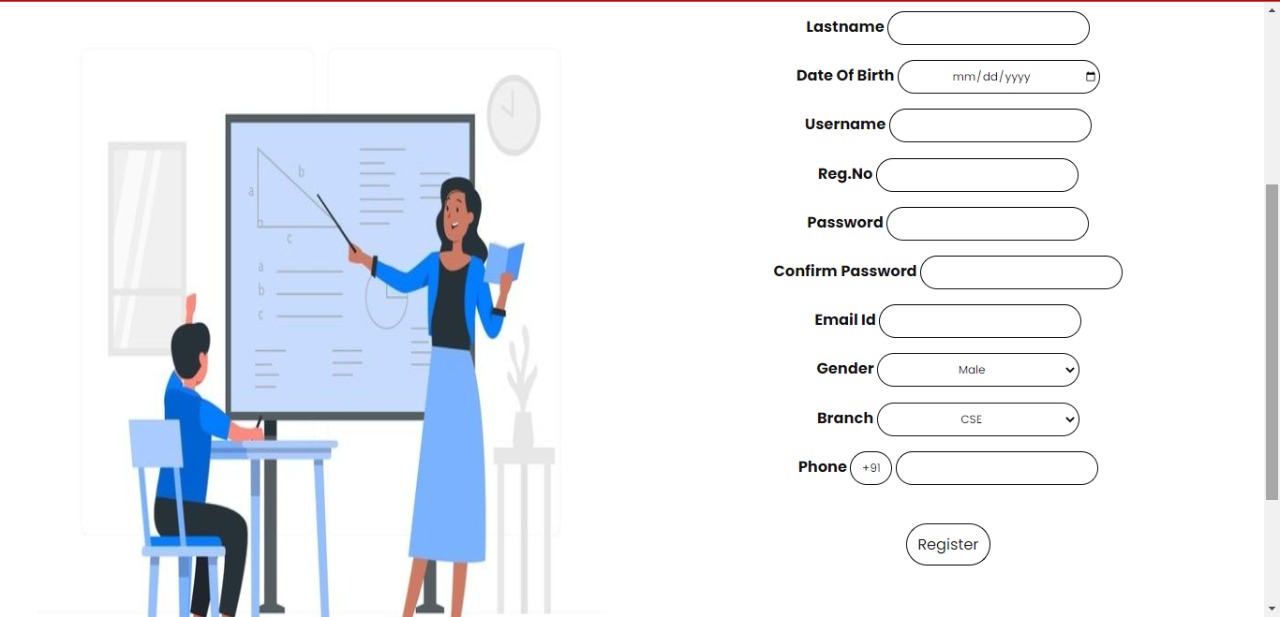 Lastname
Date Of Birth mm/dd/yyyy
Username
Reg.No
Password
Confirm Password
Email Id
Gender Male
Branch CSE
Phone +91
Register
b
a
c
a
b
c